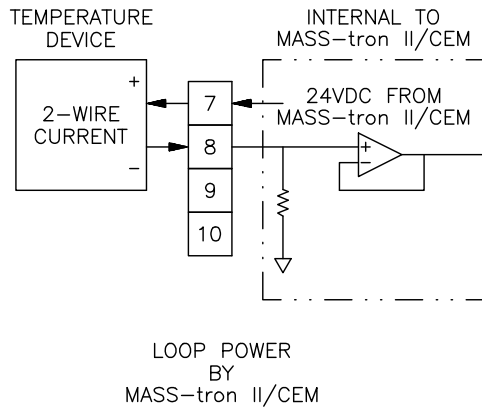 TEMPERATURE
DEVICE
INTERNAL TO
MASS-tron II/CEM
+
2-WIRE
CURRENT
-
7
8
9
10
24VDC FROM
MASS-tron II/CEM
+
-
LOOP POWER
BY
MASS-tron II/CEM